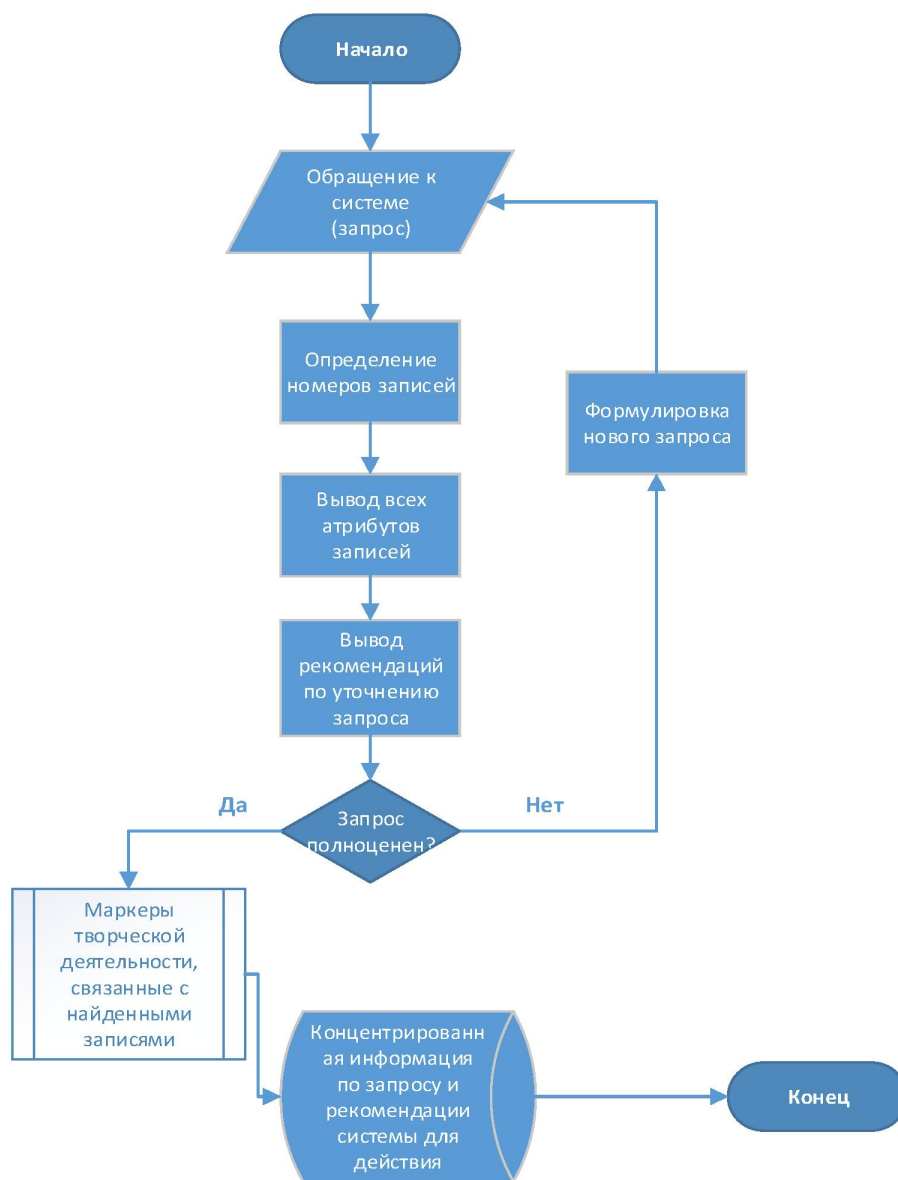 Начало
Обращение к
системе
(запрос)
Определение
номеров записей
Формулировка
нового запроса
Вывод всех
атрибутов
записей
Вывод
рекомендаций
по уточнению
запроса
Да
Нет
Запрос
полноценен?
Маркеры
творческой
деятельности,
связанные с
найденными
записями
Концентрированн
ая информация
по запросу и
рекомендации
системы для
действия
Конец